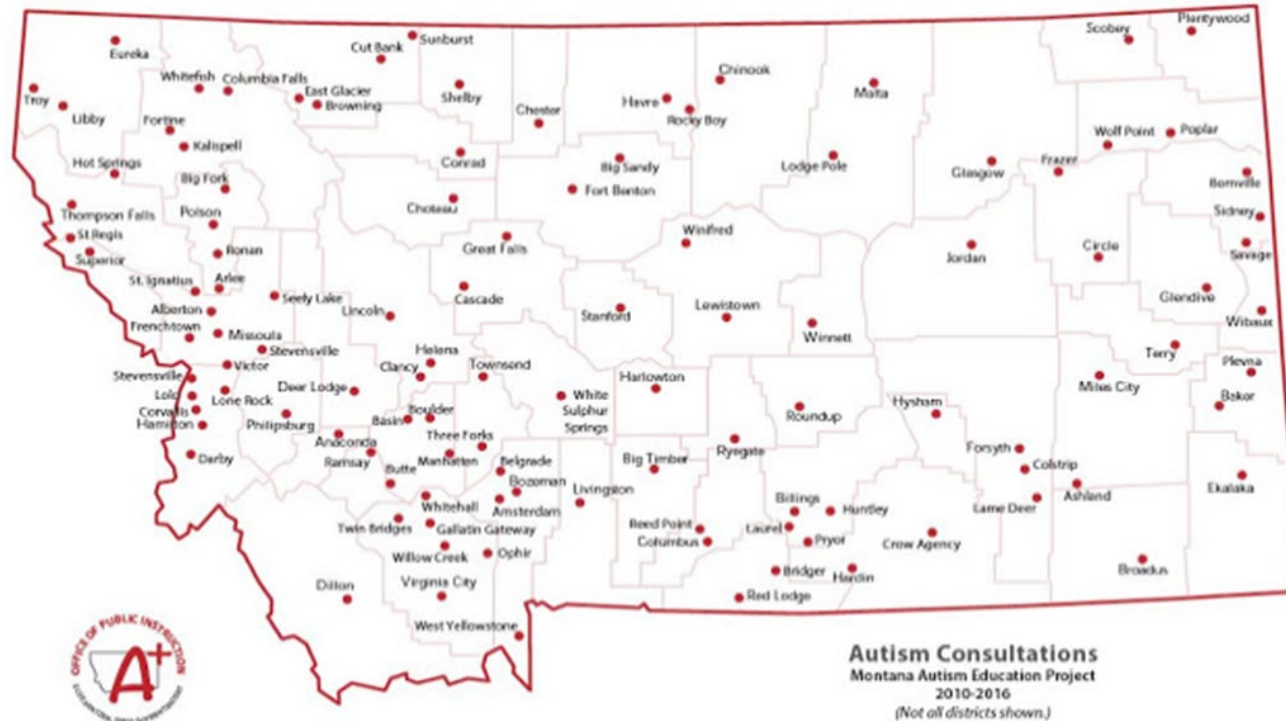 Eureka
Cut Bank
Sunburst
Scobey
Plentywood
Whitefish
Columbia Falls
East Glacier
Browning
Shelby
Chester
Havre
Chinook
Rocky Boy
Malta
Troy
Libby
Fortine
Kalispell
Hot Springs
Big Fork
Conrad
Big Sandy
Fort Benton
Lodge Pole
Glasgow
Frazer
Wolf Point
Poplar
Thompson Falls
Polson
Choteau
Sidney
Savage
St Regis
Superior
Ronan
Great Falls
Winifred
Jordan
Circle
St. Ignatius
Arlee
Seely Lake
Cascade
Glendive
Wibaux
Alberton
Frenchtown
Missoula
Lincoln
Stanford
Lewistown
Winnett
Terry
Plevna
Stevensville
Victor
Helena
Clancy
Townsend
Harlowton
Miles City
Baker
Stevensville
Lolo
Lone Rock
Deer Lodge
White
Sulphur
Springs
Roundup
Hysham
Corvallis
Hamilton
Philipsburg
Basin
Boulder
Anaconda
Three Forks
Ryegate
Forsyth
Colstrip
Darby
Ramsay
Butte
Manhattan
Belgrade
Bozeman
Big Timber
Livingston
Ashland
Ekalaka
Lame Deer
Whitehall
Amsterdam
Billings
Huntley
Twin Bridges
Gallatin Gateway
Reed Point
Columbus
Laurel
Pryor
Crow Agency
Willow Creek
Ophir
Broadus
Dillon
Virginia City
Bridger
Hardin
Red Lodge
West Yellowstone
OFFICE OF PUBLIC INSTRUCTION
A+
Autism Consultations
Montana Autism Education Project
2010-2016
(Not all districts shown.)